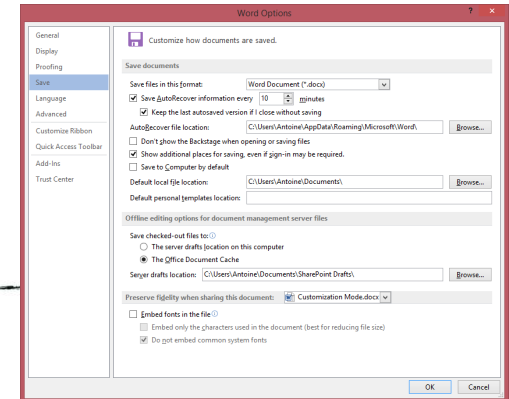 Word Options
? ×
General
Display
Proofing
Save
Language
Advanced
Customize Ribbon
Quick Access Toolbar
Add-Ins
Trust Center
Customize how documents are saved.
Save documents
Save files in this format: Word Document (*.docx)
Save AutoRecover information every 10 minutes
Keep the last autosaved version if I close without saving
AutoRecover file location: C:\Users\Antoine\AppData\Roaming\Microsoft\Word\ Browse...
Don't show the Backstage when opening or saving files
Show additional places for saving, even if sign-in may be required.
Save to Computer by default
Default local file location: C:\Users\Antoine\Documents\ Browse...
Default personal templates location:
Offline editing options for document management server files
Save checked-out files to:
The server drafts location on this computer
The Office Document Cache
Server drafts location: C:\Users\Antoine\Documents\SharePoint Drafts\ Browse...
Preserve fidelity when sharing this document: Customization Mode.docx
Embed fonts in the file
Embed only the characters used in the document (best for reducing file size)
Do not embed common system fonts
OK Cancel